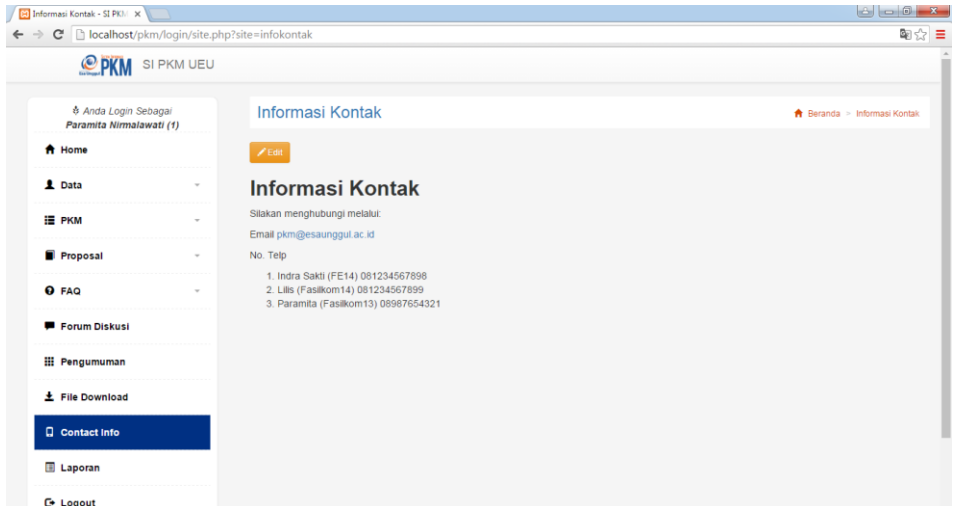 Informasi Kontak - SI PKM
localhost/pkm/login/site.php?site=infokontak
PKM SI PKM UEU
Anda Login Sebagai
Paramita Nirmalawati (1)
Home
Data
PKM
Proposal
FAQ
Forum Diskusi
Pengumuman
File Download
Contact Info
Laporan
Logout
Informasi Kontak
Beranda > Informasi Kontak
Edit
Informasi Kontak
Silakan menghubungi melalui:
Email pkm@esaunggul.ac.id
No. Telp
1. Indra Sakti (FE14) 081234567898
2. Lilis (Fasilkom14) 081234567899
3. Paramita (Fasilkom13) 08987654321